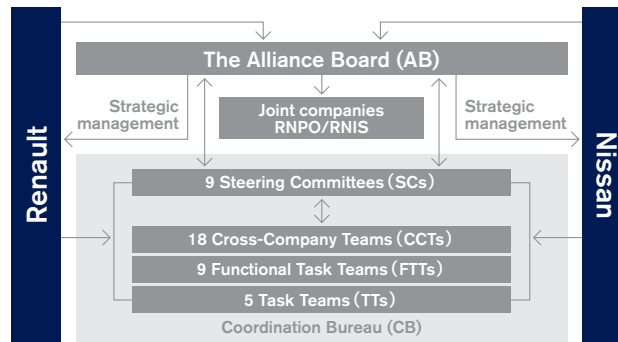 Renault
Nissan
The Alliance Board (AB)
Strategic
management
Joint companies
RNPO/RNIS
Strategic
management
9 Steering Committees (SCs)
18 Cross-Company Teams (CCTs)
9 Functional Task Teams (FTTs)
5 Task Teams (TTs)
Coordination Bureau (CB)